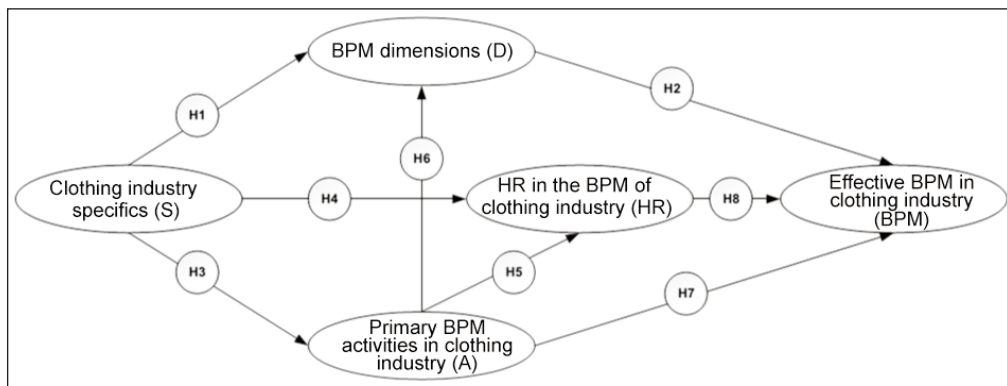 BPM dimensions (D)
H1
H2
H6
Clothing industry
specifics (S)
H4
HR in the BPM of
clothing industry (HR)
H8
Effective BPM in
clothing industry
(BPM)
H3
H5
H7
Primary BPM
activities in clothing
industry (A)